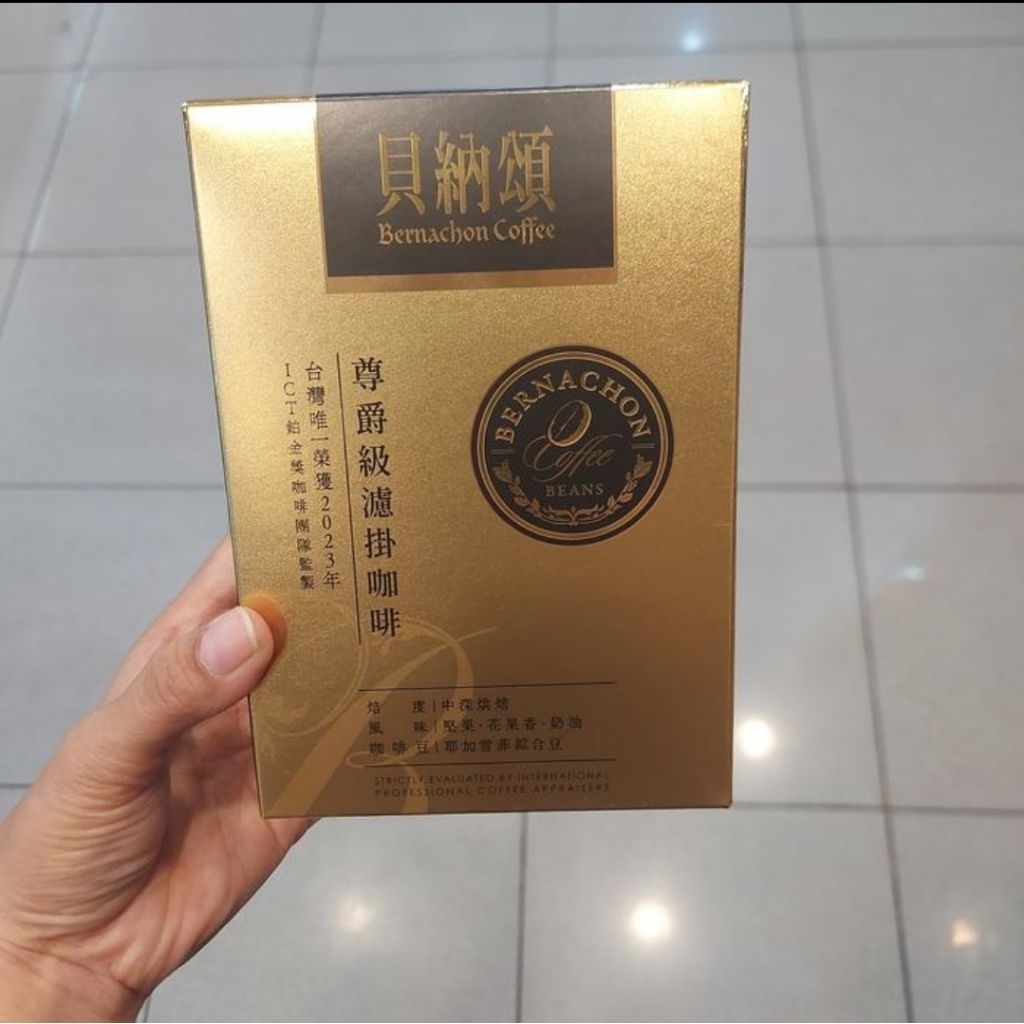 貝納頌
Bernachon Coffee
尊爵級濾掛咖啡
台灣唯一榮獲2023年
ICT鉑金獎咖啡團隊監製
BERNACHON
Coffee
BEANS
焙度|中深烘焙
風味|堅果·花果香·奶油
咖啡豆|耶加雪菲綜合豆
STRICTLY EVALUATED BY INTERNATIONAL
PROFESSIONAL COFFEE APPRAISERS